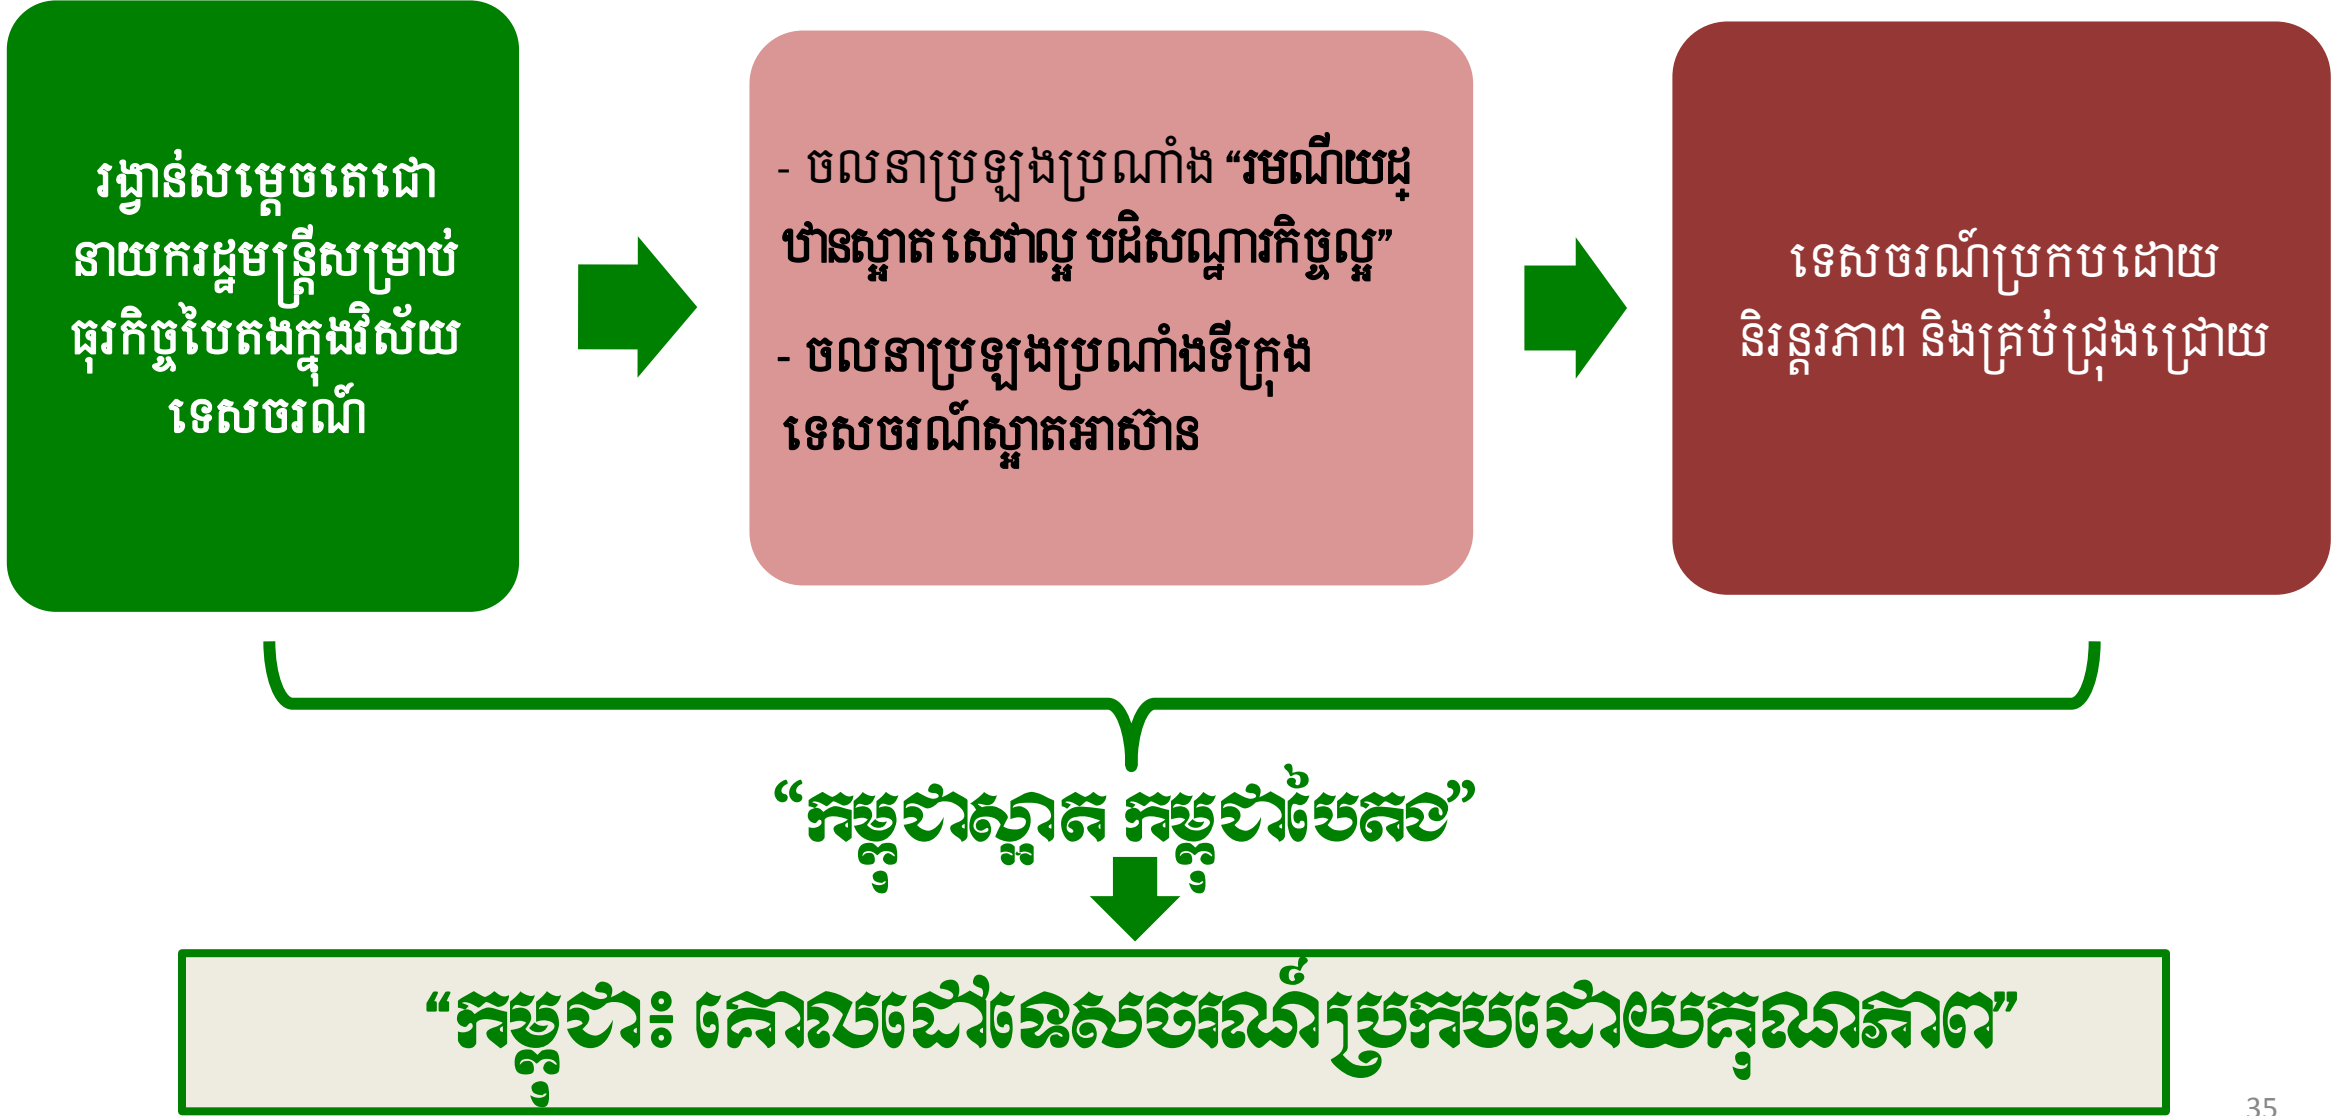 រង្វាន់សម្តេចតេជោ
នាយករដ្ឋមន្ត្រីសម្រាប់
ធុរកិច្ចបៃតងក្នុងវិស័យ
ទេសចរណ៍
- ចលនាប្រឡងប្រណាំង “រមណីយដ្
ឋានស្អាត សេវាល្អ បដិសណ្ឋារកិច្ចល្អ”
- ចលនាប្រឡងប្រណាំងទីក្រុង
ទេសចរណ៍ស្អាតអាស៊ាន
ទេសចរណ៍ប្រកបដោយ
និរន្តរភាព និងគ្រប់ជ្រុងជ្រោយ
“កម្ពុជាស្អាត កម្ពុជាបៃតង”
“កម្ពុជា៖ គោលដៅទេសចរណ៍ប្រកបដោយគុណភាព”
35